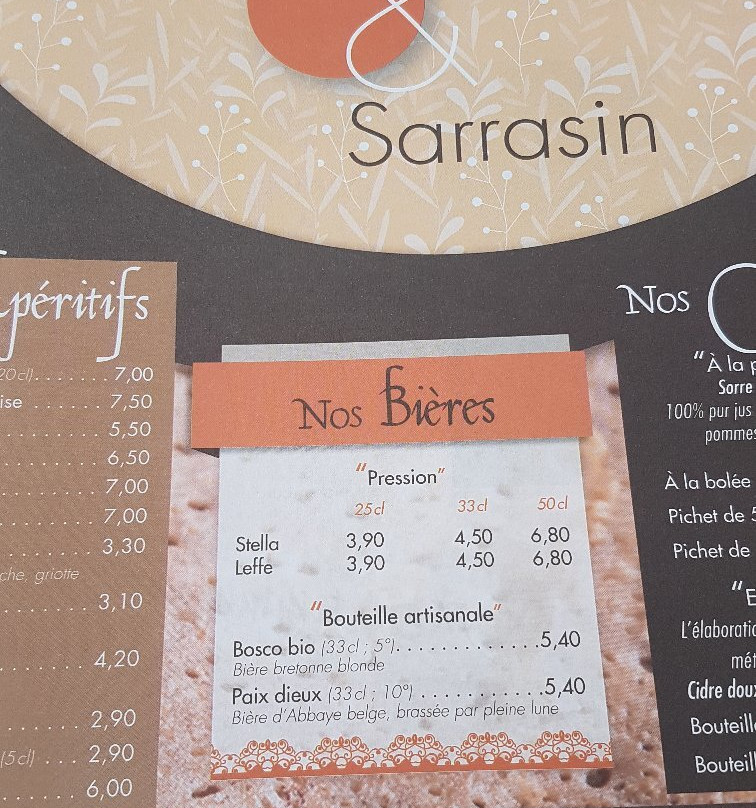 &
Sarrasin
péritifs
20cl).......7,00
ise ........ 7,50
5,50
6,50
7,00
7,00
3,30
che, griotte
3,10
4,20
2,90
(5cl) .... 2,90
6,00
Nos Bières
"Pression"
25cl 33cl 50cl
Stella 3,90 4,50 6,80
Leffe 3,90 4,50 6,80
"Bouteille artisanale"
Bosco bio (33cl ; 5°)..............5,40
Bière bretonne blonde
Paix dieux (33cl ; 10°) ............5,40
Bière d'Abbaye belge, brassée par pleine lune
Nos
"À la p
Sorre
100% pur jus
pommes
À la bolée
Pichet de 5
Pichet de
"E
L'élaboratio
mét
Cidre doux
Bouteille
Bouteill